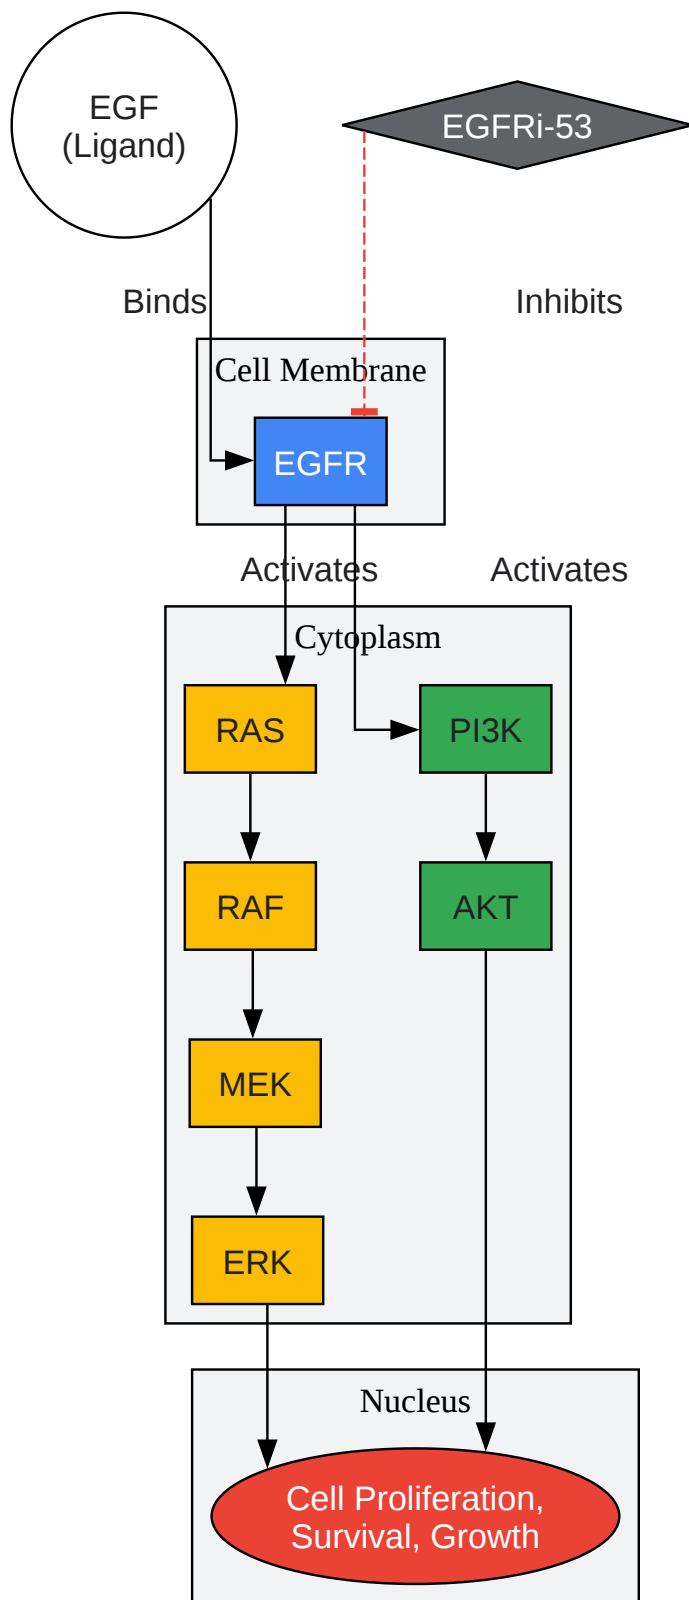 EGF
(Ligand)
EGFRi-53
Binds
Inhibits
Cell Membrane
EGFR
Activates
Activates
Cytoplasm
RAS
PI3K
RAF
AKT
MEK
ERK
Nucleus
Cell Proliferation,
Survival, Growth